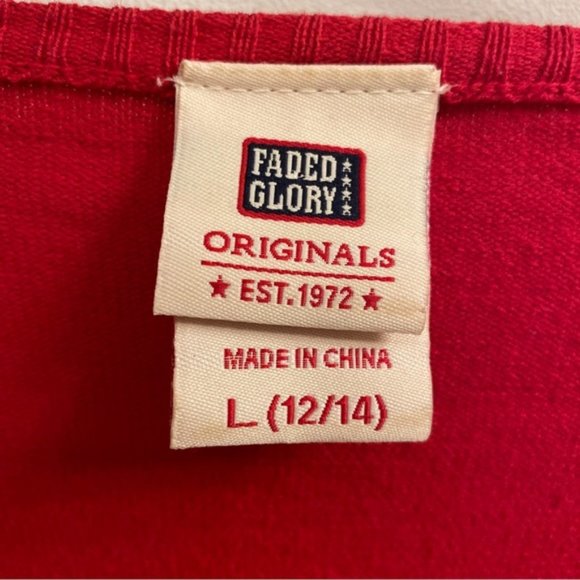 FADED
GLORY
ORIGINALS
★ EST. 1972 ★
MADE IN CHINA
L (12/14)